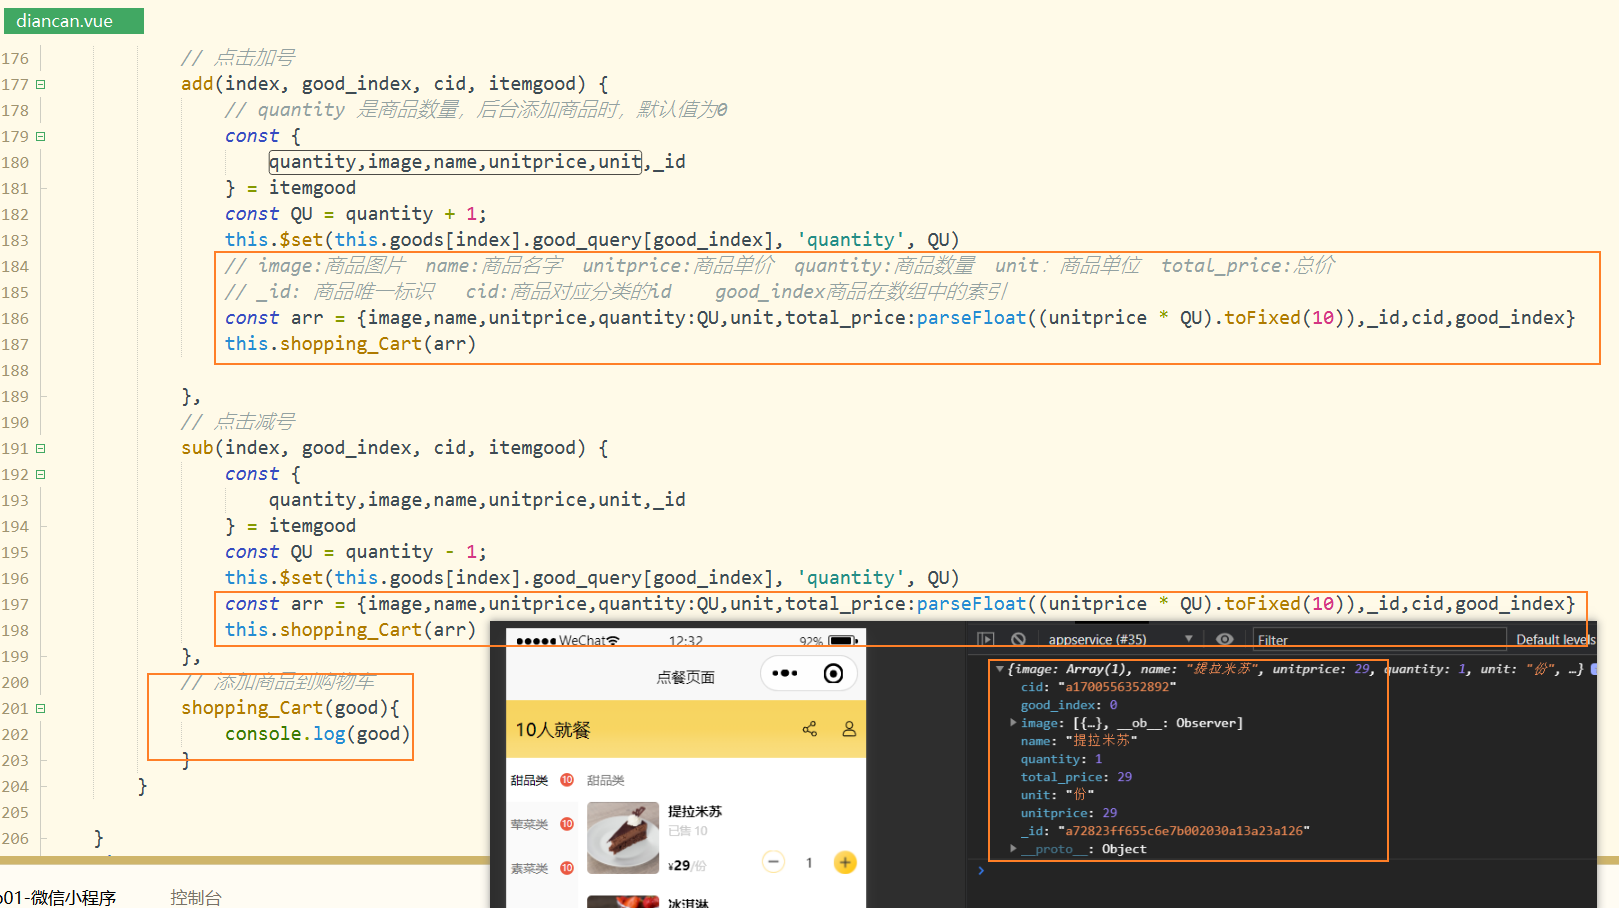 diancan.vue
176 // 点击加号
177 add(index, good_index, cid, itemgood) {
178 // quantity 是商品数量，后台添加商品时，默认值为0
179 const {
180 quantity,image,name,unitprice,unit,_id
181 } = itemgood
182 const QU = quantity + 1;
183 this.$set(this.goods[index].good_query[good_index], 'quantity', QU)
184 // image:商品图片 name:商品名字 unitprice:商品单价 quantity:商品数量 unit: 商品单位 total_price:总价
185 // _id: 商品唯一标识 cid:商品对应分类的id good_index商品在数组中的索引
186 const arr = {image,name,unitprice,quantity:QU,unit,total_price:parseFloat((unitprice * QU).toFixed(10)),_id,cid,good_index}
187 this.shopping_Cart(arr)
188
189 },
190 // 点击减号
191 sub(index, good_index, cid, itemgood) {
192 const {
193 quantity,image,name,unitprice,unit,_id
194 } = itemgood
195 const QU = quantity - 1;
196 this.$set(this.goods[index].good_query[good_index], 'quantity', QU)
197 const arr = {image,name,unitprice,quantity:QU,unit,total_price:parseFloat((unitprice * QU).toFixed(10)),_id,cid,good_index}
198 this.shopping_Cart(arr)
199 },
200 // 添加商品到购物车
201 shopping_Cart(good){
202 console.log(good)
203 }
204 }
205
206 }
o01-微信小程序 控制台
WeChat 12:32 92%
点餐页面
10人就餐
甜品类 10 甜品类
荤菜类 10
素菜类 10
提拉米苏
已售 10
¥29/份
1
冰淇淋
appservice (#35) Filter Default levels
{image: Array(1), name: "提拉米苏", unitprice: 29, quantity: 1, unit: "份", …}
cid: "a1700556352892"
good_index: 0
image: [{…}, __ob__: Observer]
name: "提拉米苏"
quantity: 1
total_price: 29
unit: "份"
unitprice: 29
_id: "a72823ff655c6e7b002030a13a23a126"
__proto__: Object